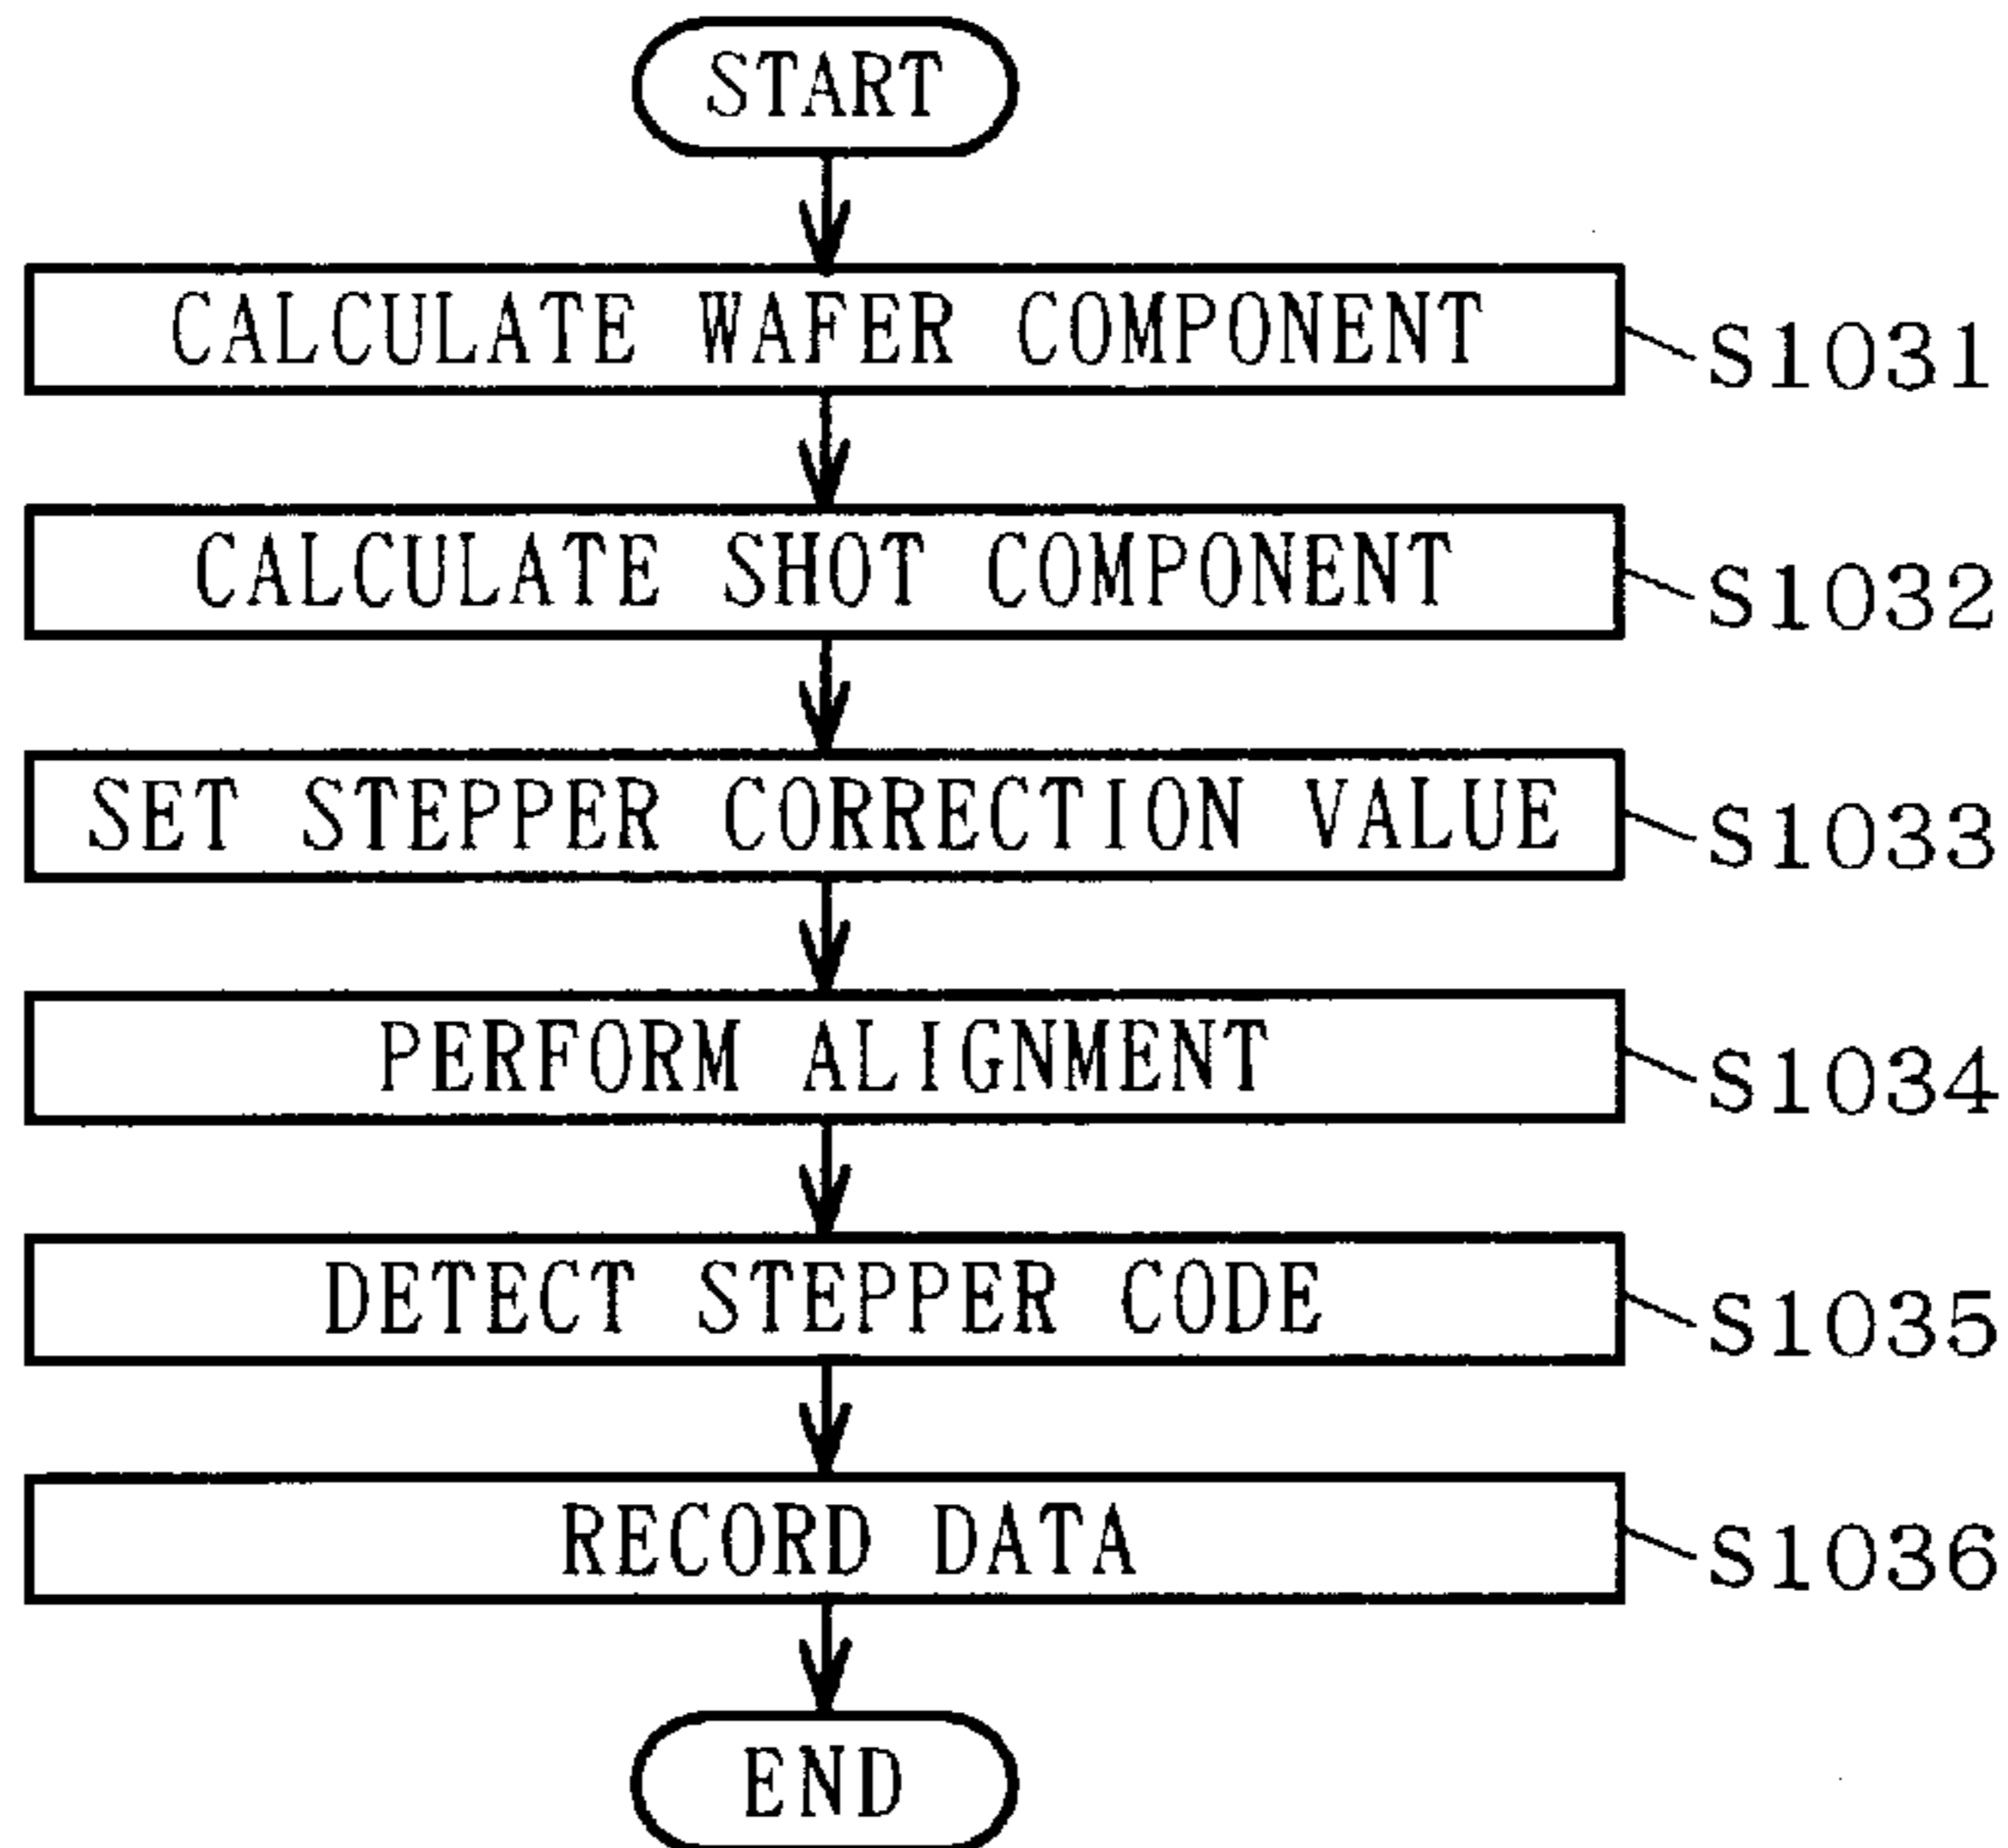 START
CALCULATE WAFER COMPONENT S1031
CALCULATE SHOT COMPONENT S1032
SET STEPPER CORRECTION VALUE S1033
PERFORM ALIGNMENT S1034
DETECT STEPPER CODE S1035
RECORD DATA S1036
END